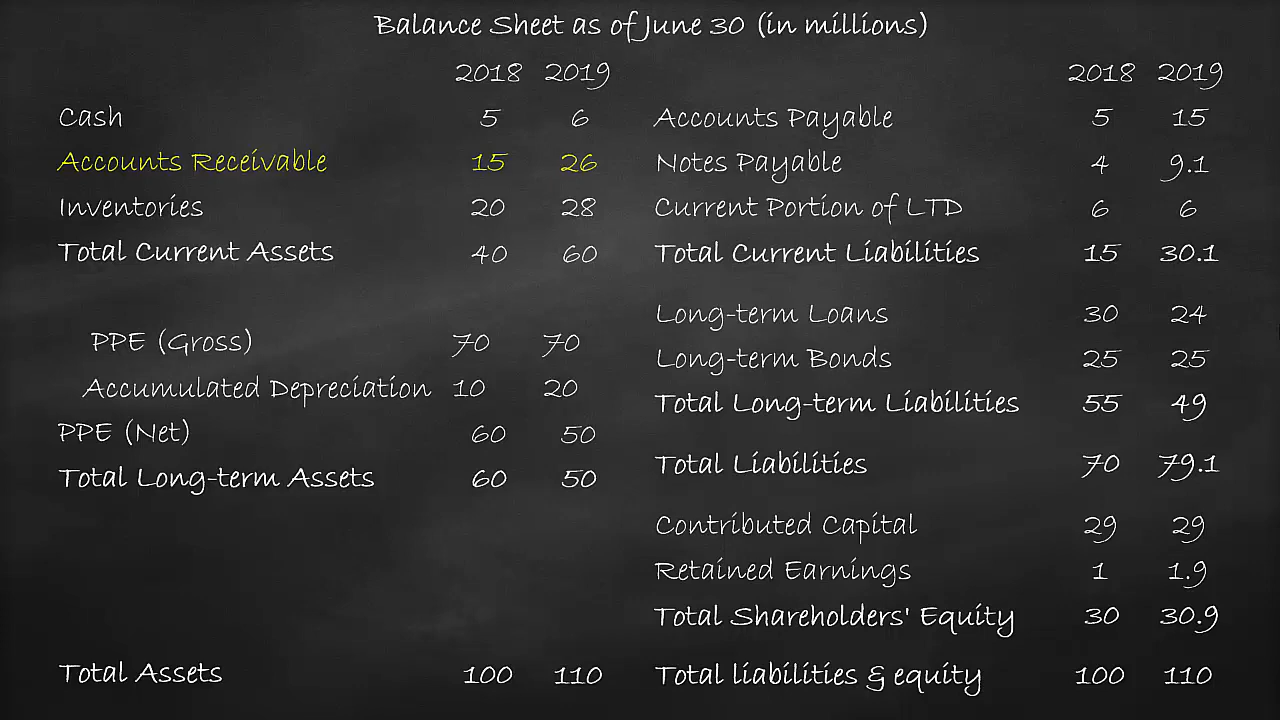 Balance Sheet as of June 30 (in millions)
2018 2019
Cash 5 6
Accounts Receivable 15 26
Inventories 20 28
Total Current Assets 40 60
PPE (Gross) 70 70
Accumulated Depreciation 10 20
PPE (Net) 60 50
Total Long-term Assets 60 50
Total Assets 100 110
2018 2019
Accounts Payable 5 15
Notes Payable 4 9.1
Current Portion of LTD 6 6
Total Current Liabilities 15 30.1
Long-term Loans 30 24
Long-term Bonds 25 25
Total Long-term Liabilities 55 49
Total Liabilities 70 79.1
Contributed Capital 29 29
Retained Earnings 1 1.9
Total Shareholders' Equity 30 30.9
Total liabilities & equity 100 110